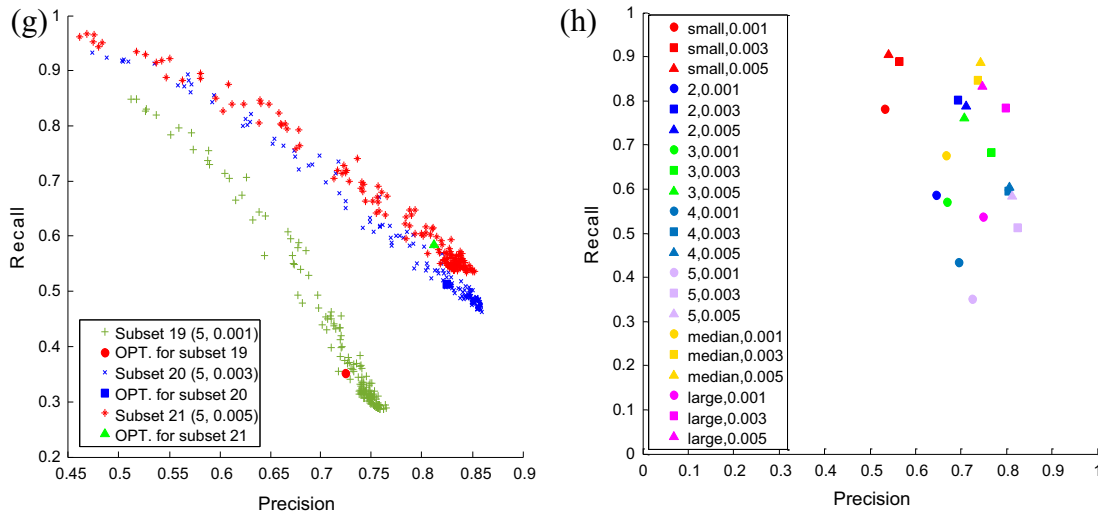 (g)
1
0.9
0.8
0.7
0.6
0.5
0.4
0.3
0.2
Recall
Subset 19 (5, 0.001)
OPT. for subset 19
Subset 20 (5, 0.003)
OPT. for subset 20
Subset 21 (5, 0.005)
OPT. for subset 21
0.45 0.5 0.55 0.6 0.65 0.7 0.75 0.8 0.85 0.9
Precision
(h)
1
0.9
0.8
0.7
0.6
0.5
0.4
0.3
0.2
0.1
0
Recall
small,0.001
small,0.003
small,0.005
2,0.001
2,0.003
2,0.005
3,0.001
3,0.003
3,0.005
4,0.001
4,0.003
4,0.005
5,0.001
5,0.003
5,0.005
median,0.001
median,0.003
median,0.005
large,0.001
large,0.003
large,0.005
0 0.1 0.2 0.3 0.4 0.5 0.6 0.7 0.8 0.9 1
Precision